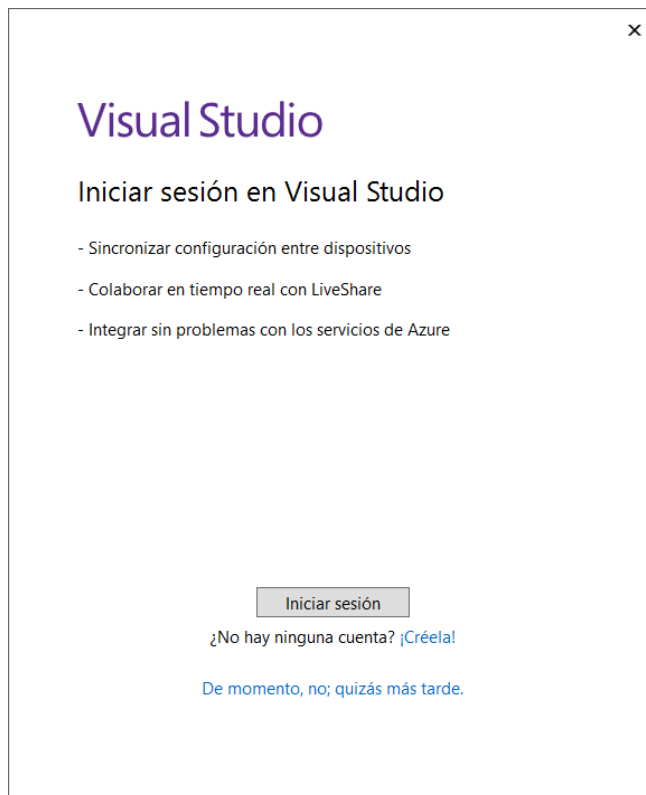 Visual Studio
Iniciar sesión en Visual Studio
- Sincronizar configuración entre dispositivos
- Colaborar en tiempo real con LiveShare
- Integrar sin problemas con los servicios de Azure
Iniciar sesión
¿No hay ninguna cuenta? ¡Créela!
De momento, no; quizás más tarde.